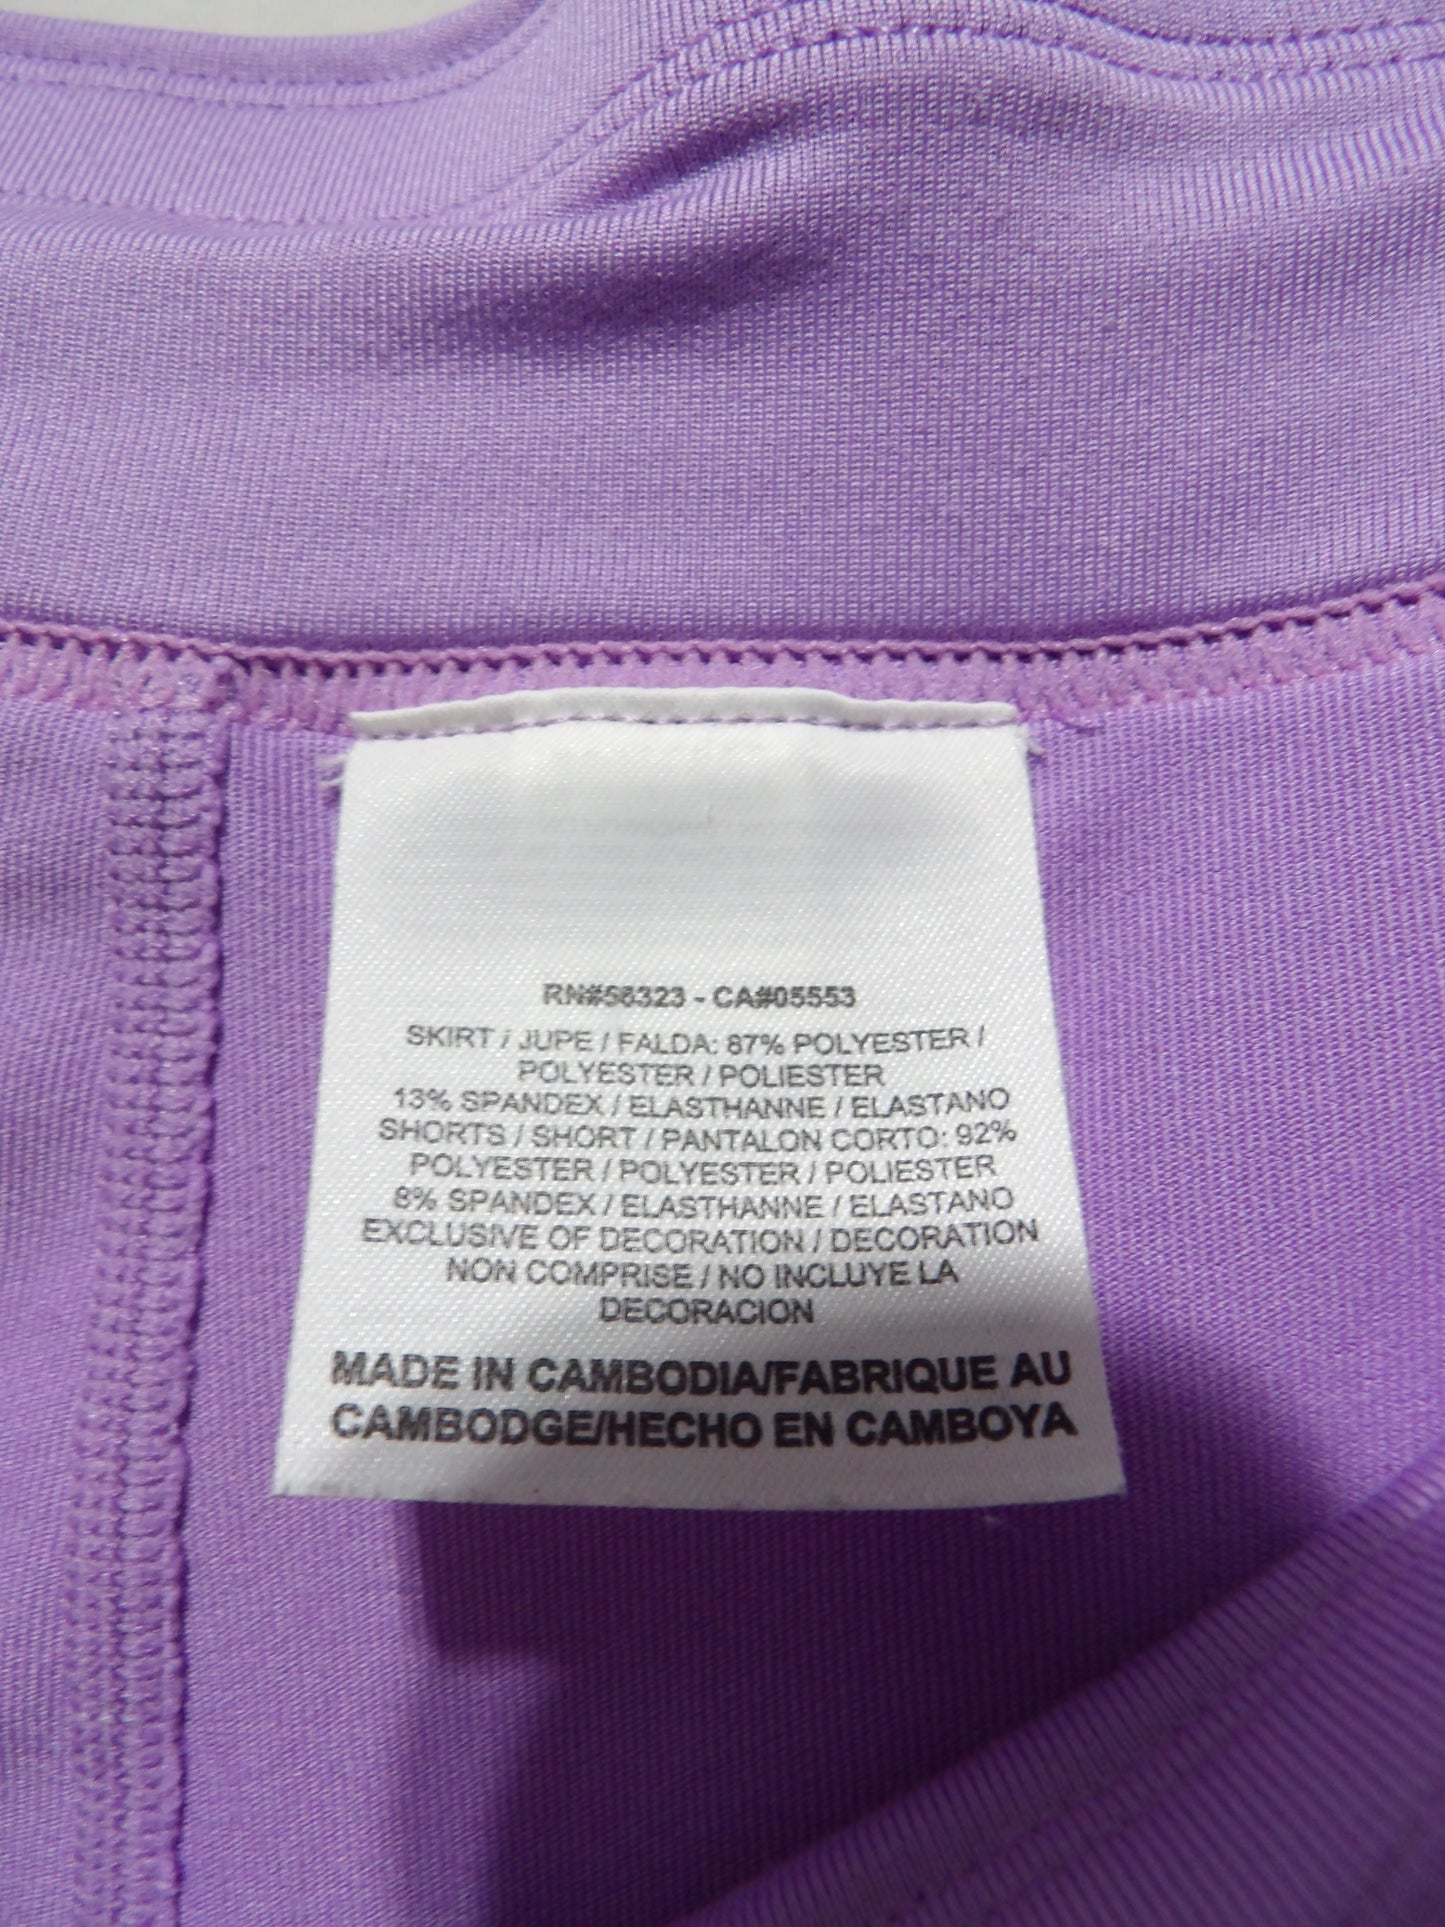 RN#56323 - CA#05553
SKIRT / JUPE / FALDA: 87% POLYESTER /
POLYESTER / POLIESTER
13% SPANDEX / ELASTHANNE / ELASTANO
SHORTS / SHORT / PANTALON CORTO: 92%
POLYESTER / POLYESTER / POLIESTER
8% SPANDEX / ELASTHANNE / ELASTANO
EXCLUSIVE OF DECORATION / DECORATION
NON COMPRISE / NO INCLUYE LA
DECORACION
MADE IN CAMBODIA/FABRIQUE AU
CAMBODGE/HECHO EN CAMBOYA